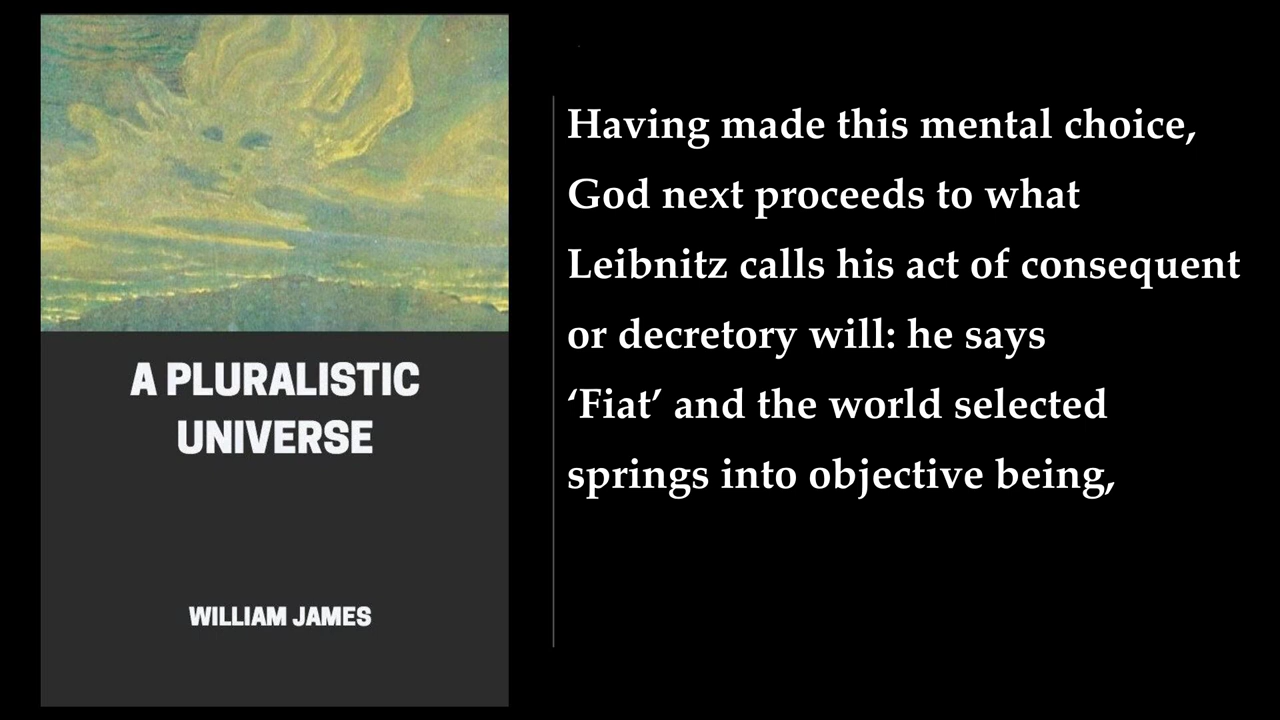 A PLURALISTIC
UNIVERSE
WILLIAM JAMES
Having made this mental choice,
God next proceeds to what
Leibnitz calls his act of consequent
or decretory will: he says
‘Fiat’ and the world selected
springs into objective being,